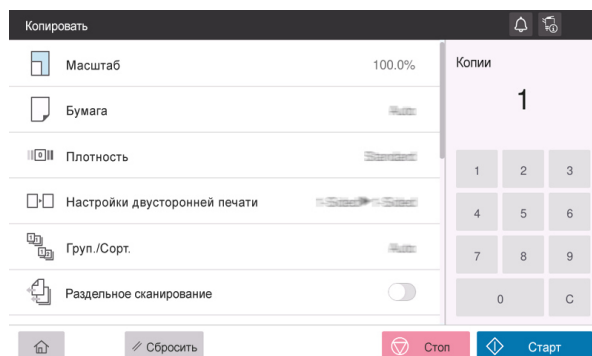 Копировать
Масштаб 100.0%
Копии
1
Бумага
Плотность
Настройки двусторонней печати
Груп./Сорт.
Раздельное сканирование
1 2 3
4 5 6
7 8 9
0 C
Сбросить
Стоп
Старт